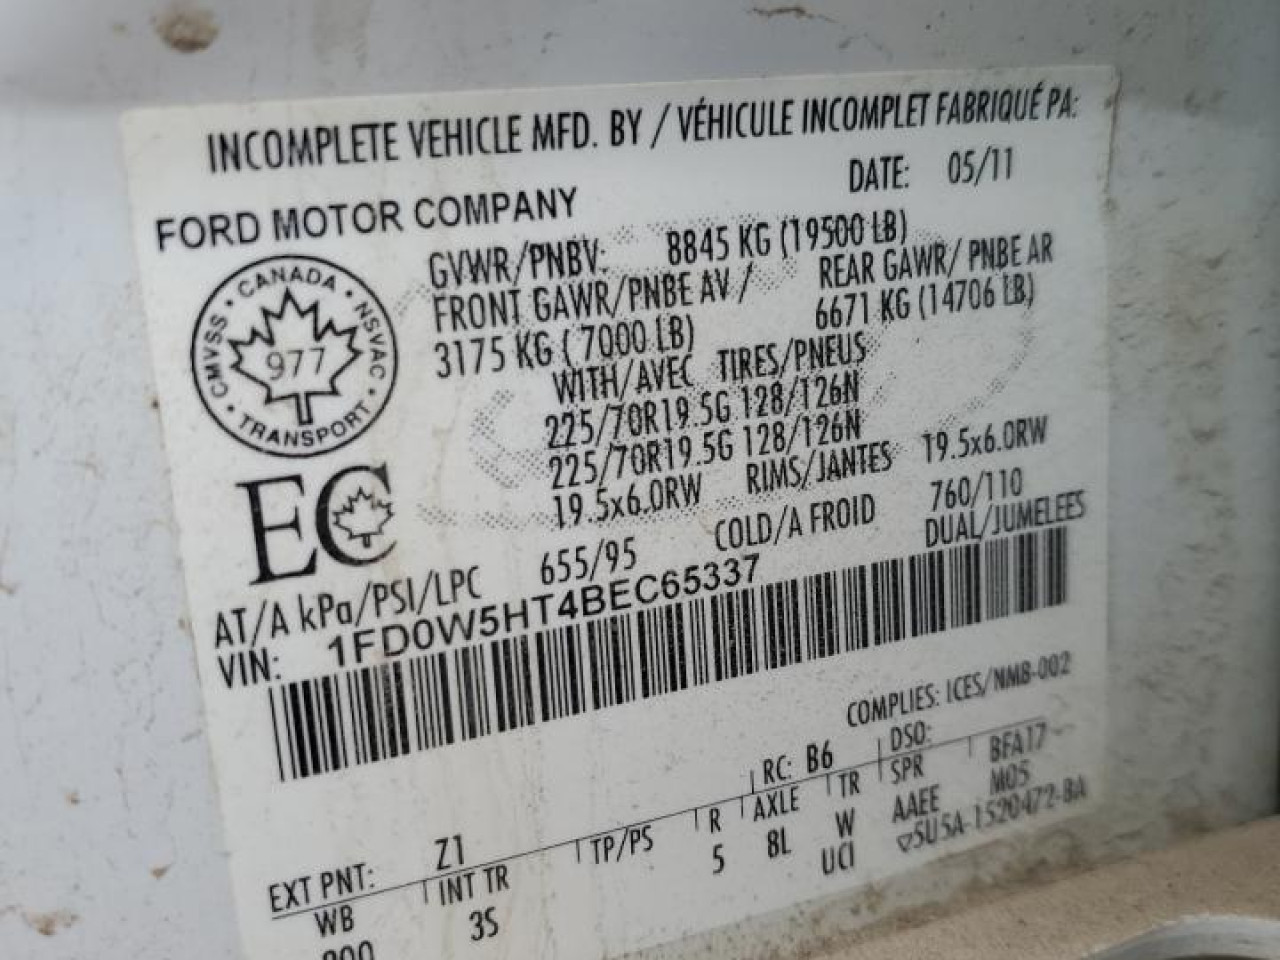 INCOMPLETE VEHICLE MFD. BY / VÉHICULE INCOMPLET FABRIQUÉ PA:
FORD MOTOR COMPANY
DATE: 05/11
GVWR/PNBV: 8845 KG (19500 LB)
FRONT GAWR/PNBE AV / REAR GAWR/ PNBE AR
3175 KG ( 7000 LB) 6671 KG (14706 LB)
WITH/AVEC TIRES/PNEUS
225/70R19.5G 128/126N
225/70R19.5G 128/126N
19.5x6.0RW RIMS/JANTES 19.5x6.0RW
AT/A kPa/PSI/LPC 655/95 COLD/A FROID 760/110
DUAL/JUMELEES
CANADA • NSVAC • TRANSPORT • CMVSS •
977
EC
VIN: 1FD0W5HT4BEC65337
COMPLIES: ICES/NMB-002
EXT PNT: Z1 RC: B6 DSO:
WB INT TR TP/PS R AXLE TR SPR BFA17
3S 5 8L W AAEE M05
UCI 5U5A-1520472-BA